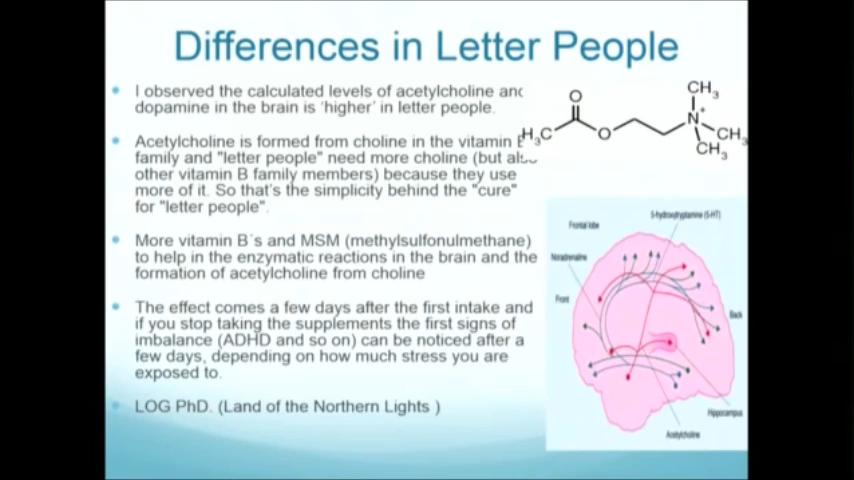 Differences in Letter People
I observed the calculated levels of acetylcholine and
dopamine in the brain is 'higher' in letter people.
Acetylcholine is formed from choline in the vitamin
family and "letter people" need more choline (but also
other vitamin B family members) because they use
more of it. So that's the simplicity behind the "cure"
for "letter people".
More vitamin B´s and MSM (methylsulfonulmethane)
to help in the enzymatic reactions in the brain and the
formation of acetylcholine from choline
The effect comes a few days after the first intake and
if you stop taking the supplements the first signs of
imbalance (ADHD and so on) can be noticed after a
few days, depending on how much stress you are
exposed to.
LOG PhD. (Land of the Northern Lights )
O
H3C
O
CH3
N+
CH3
CH3
5-hydroxytryptamine (5-HT)
Frontal lobe
Noradrenaline
Front
Back
Hippocampus
Acetylcholine